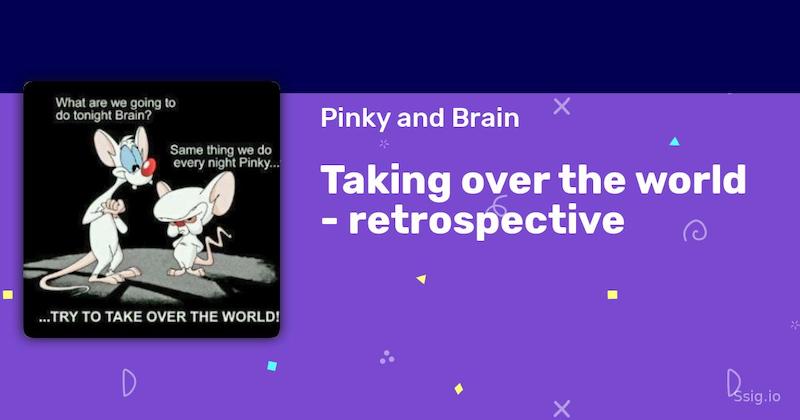 What are we going to
do tonight Brain?
Same thing we do
every night Pinky...
...TRY TO TAKE OVER THE WORLD!
Pinky and Brain
Taking over the world
- retrospective
Ssig.io